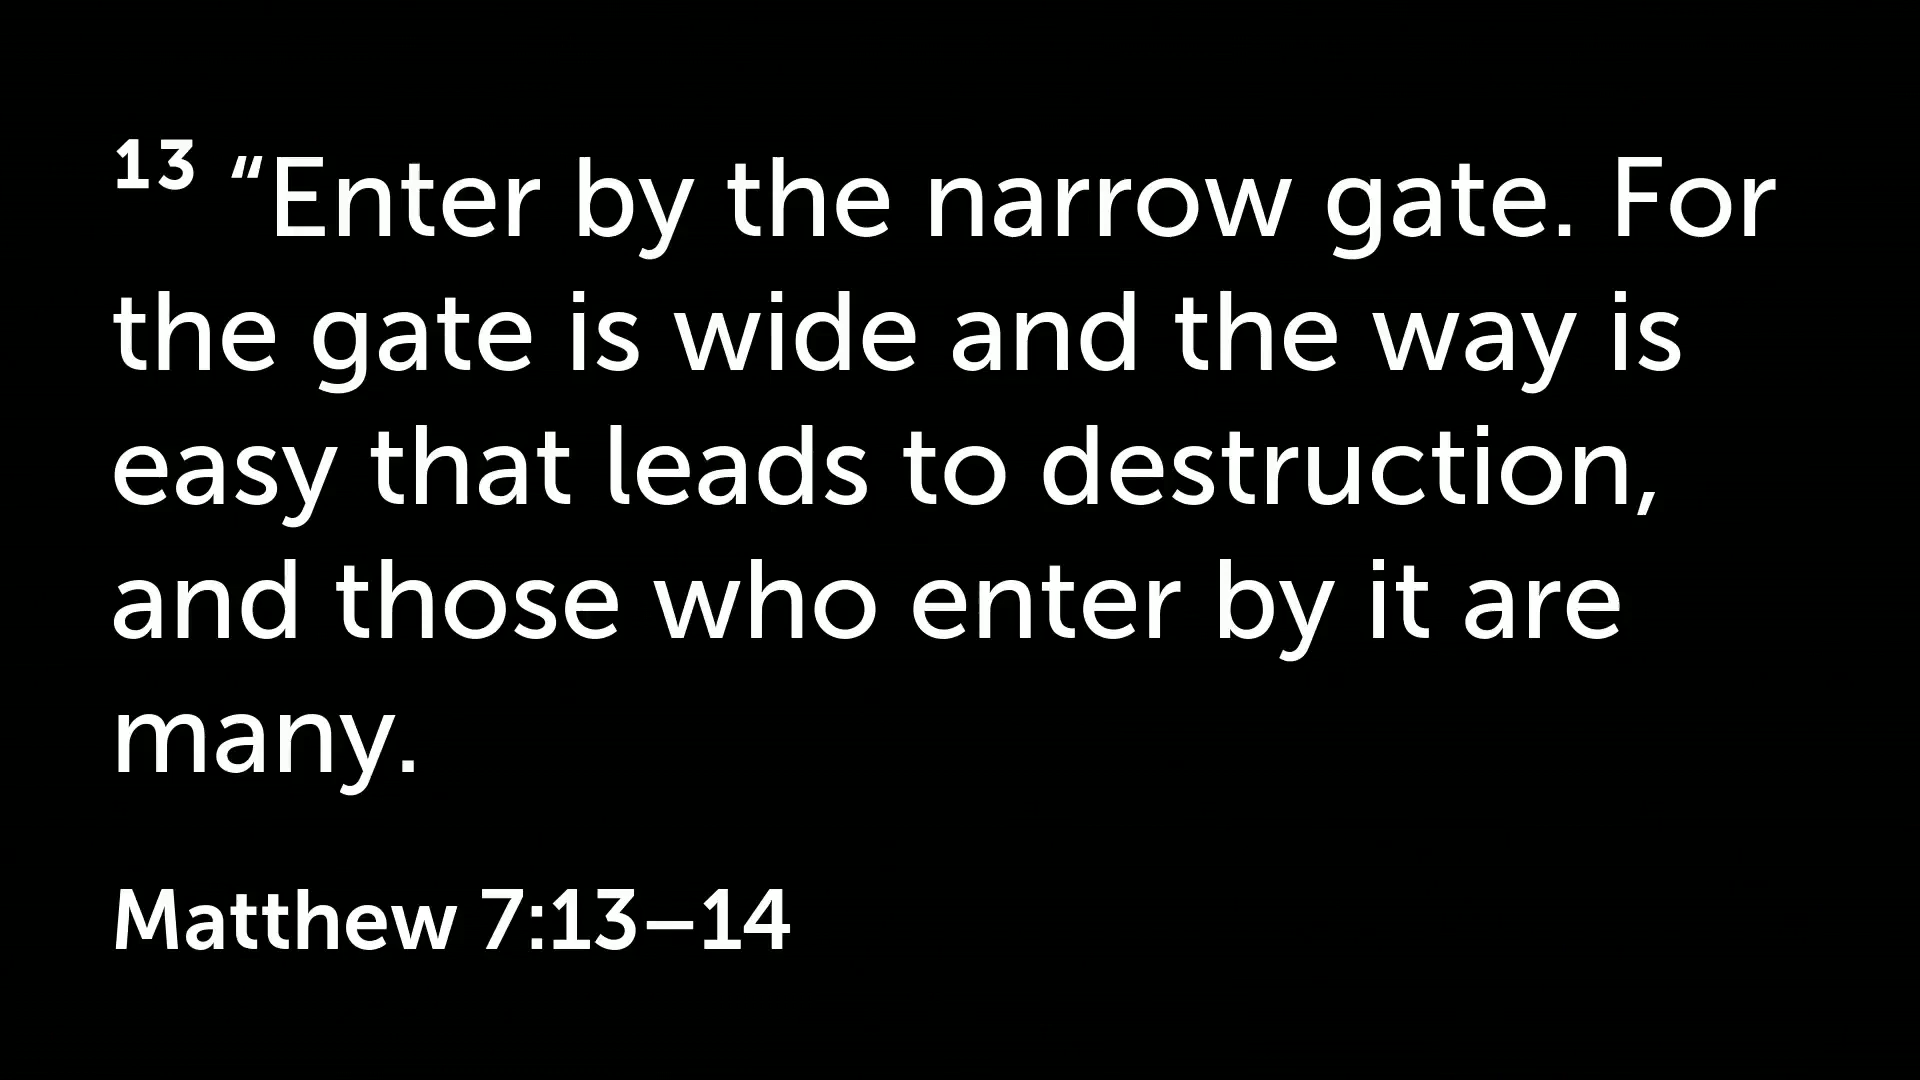 13 “Enter by the narrow gate. For
the gate is wide and the way is
easy that leads to destruction,
and those who enter by it are
many.
Matthew 7:13–14